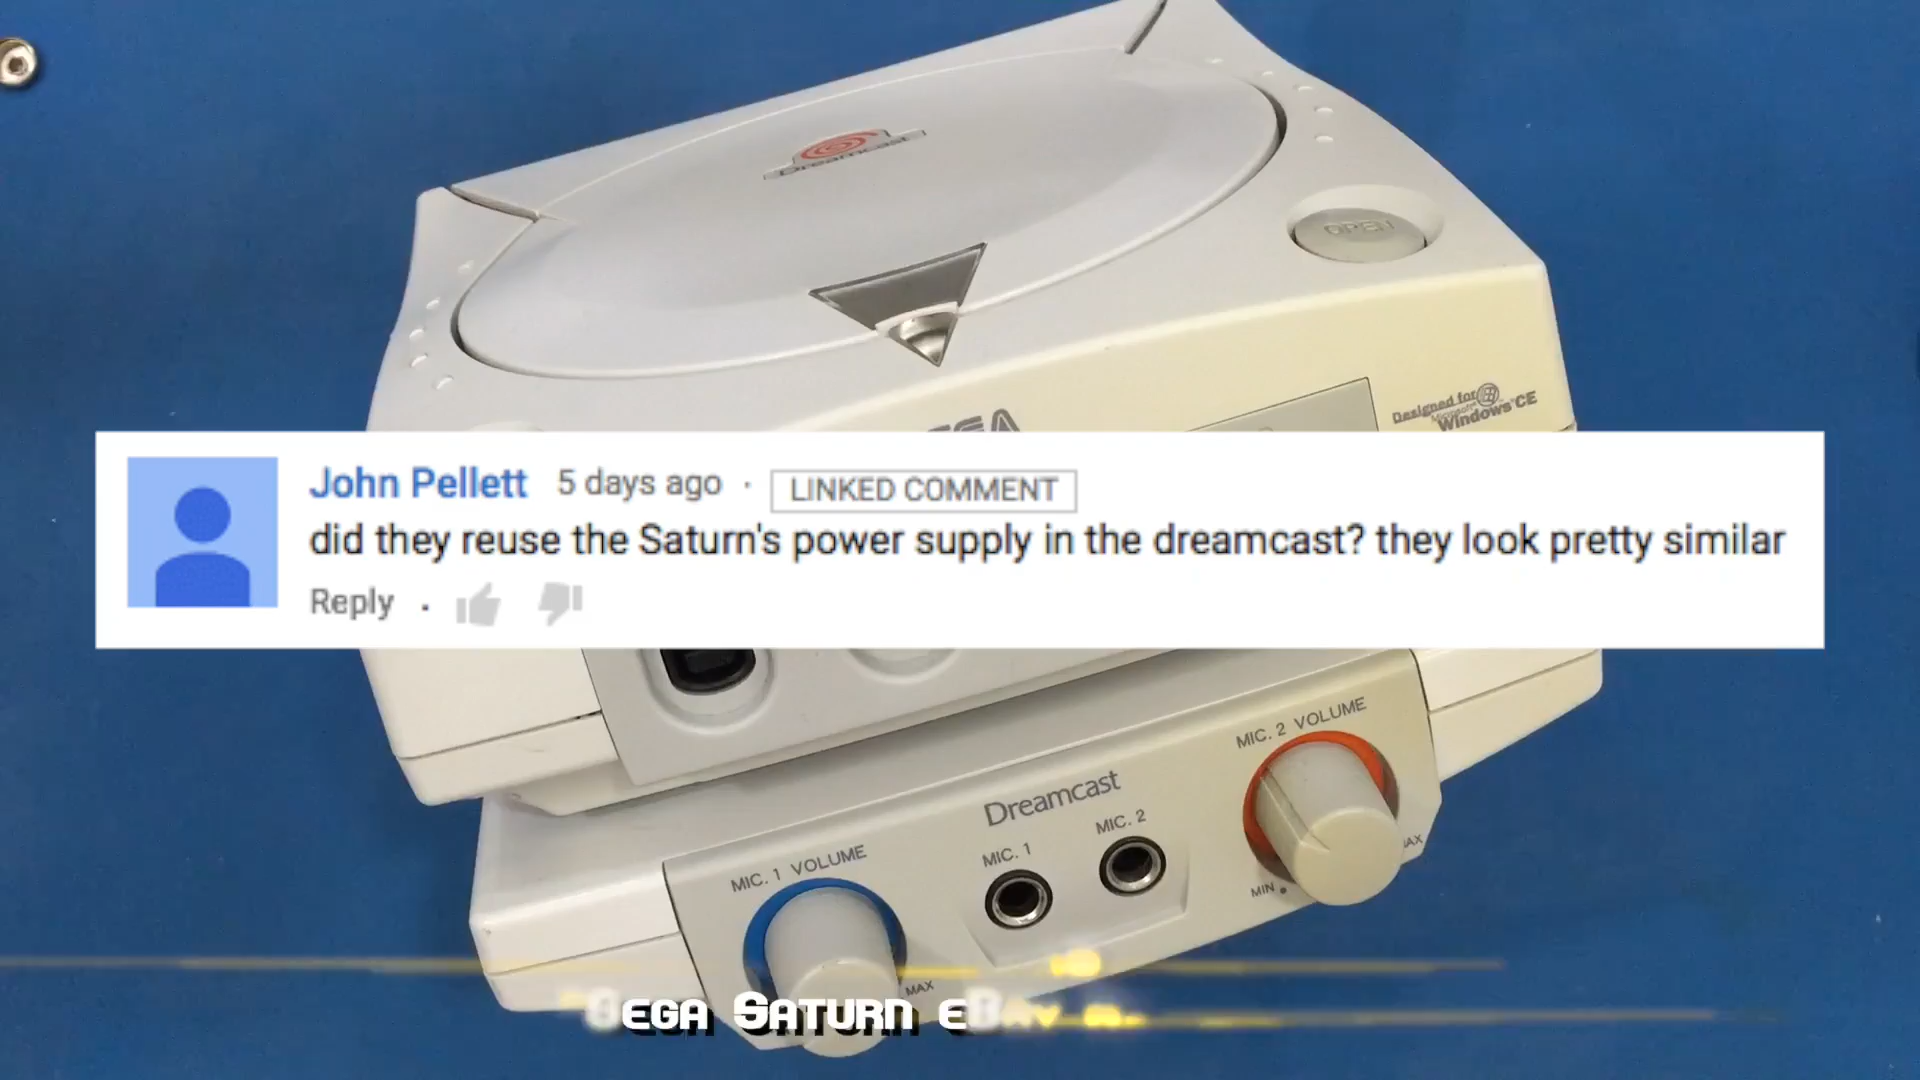 Dreamcast
OPEN
Designed for
Microsoft
Windows CE
John Pellett 5 days ago · LINKED COMMENT
did they reuse the Saturn's power supply in the dreamcast? they look pretty similar
Reply ·
MIC. 2 VOLUME
Dreamcast
MIC. 1
MIC. 2
MIC. 1 VOLUME
MIN
MAX
SEGA SATURN